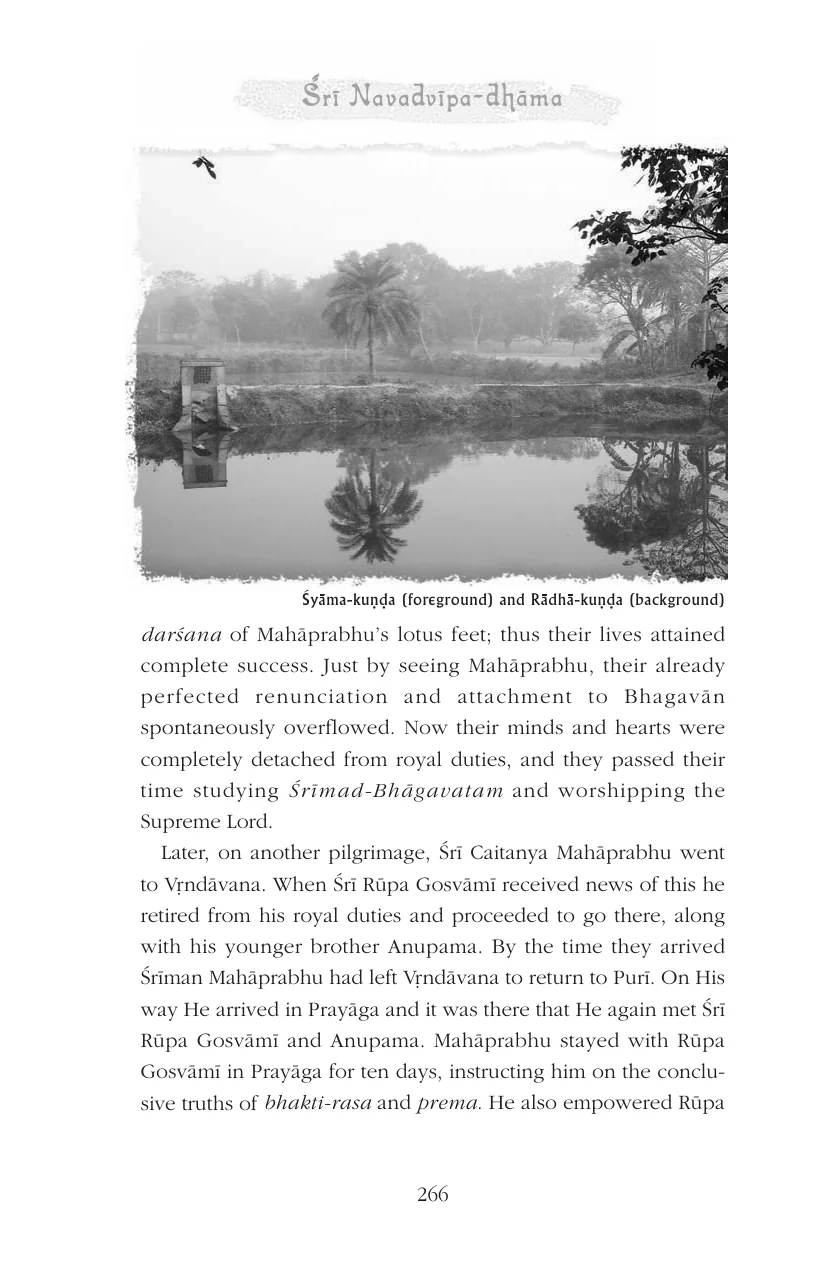 Śrī Navadvīpa-dhāma
Śyāma-kuṇḍa (foreground) and Rādhā-kuṇḍa (background)
darśana of Mahāprabhu’s lotus feet; thus their lives attained
complete success. Just by seeing Mahāprabhu, their already
perfected renunciation and attachment to Bhagavān
spontaneously overflowed. Now their minds and hearts were
completely detached from royal duties, and they passed their
time studying Śrīmad-Bhāgavatam and worshipping the
Supreme Lord.
Later, on another pilgrimage, Śrī Caitanya Mahāprabhu went
to Vṛndāvana. When Śrī Rūpa Gosvāmī received news of this he
retired from his royal duties and proceeded to go there, along
with his younger brother Anupama. By the time they arrived
Śrīman Mahāprabhu had left Vṛndāvana to return to Purī. On His
way He arrived in Prayāga and it was there that He again met Śrī
Rūpa Gosvāmī and Anupama. Mahāprabhu stayed with Rūpa
Gosvāmī in Prayāga for ten days, instructing him on the conclu-
sive truths of bhakti-rasa and prema. He also empowered Rūpa
266